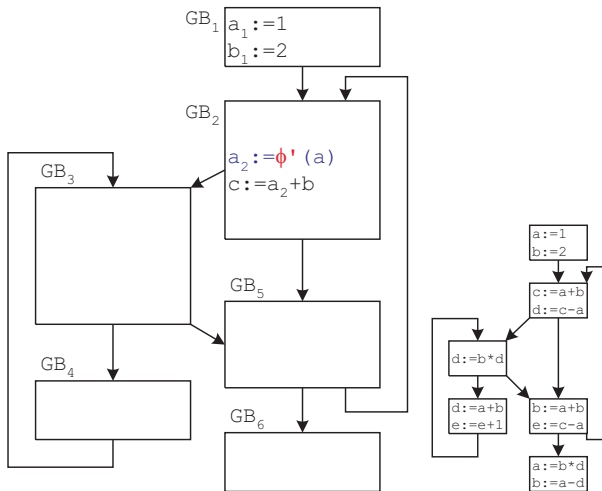 GB₁
a₁:=1
b₁:=2
GB₂
a₂:=ϕ'(a)
c:=a₂+b
GB₃
GB₅
GB₄
GB₆
a:=1
b:=2
c:=a+b
d:=c-a
d:=b*d
d:=a+b
e:=e+1
b:=a+b
e:=c-a
a:=b*d
b:=a-d